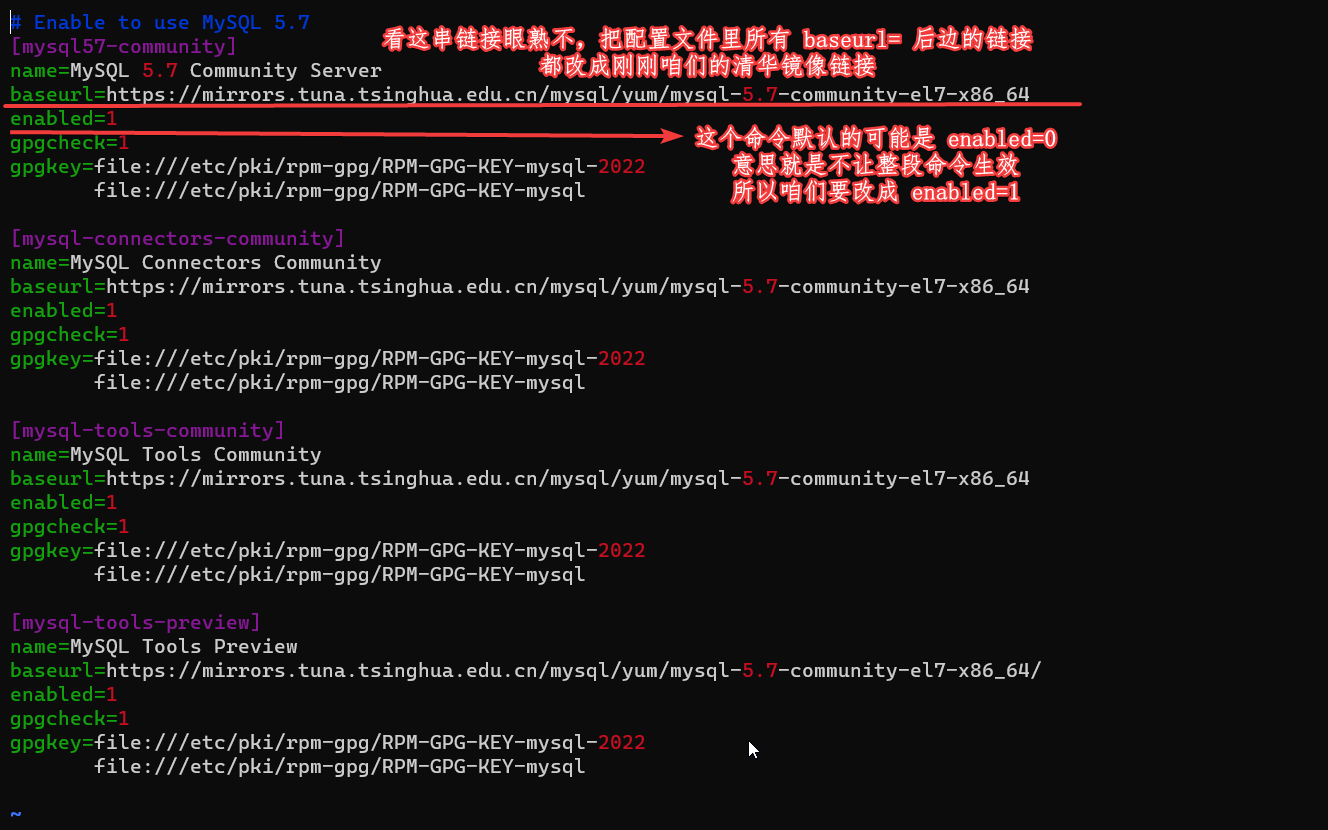 # Enable to use MySQL 5.7
[mysql57-community]
看这串链接眼熟不，把配置文件里所有 baseurl= 后边的链接
都改成刚刚咱们的清华镜像链接
name=MySQL 5.7 Community Server
baseurl=https://mirrors.tuna.tsinghua.edu.cn/mysql/yum/mysql-5.7-community-el7-x86_64
enabled=1
这个命令默认的可能是 enabled=0
意思就是不让整段命令生效
所以咱们要改成 enabled=1
gpgcheck=1
gpgkey=file:///etc/pki/rpm-gpg/RPM-GPG-KEY-mysql-2022
file:///etc/pki/rpm-gpg/RPM-GPG-KEY-mysql
[mysql-connectors-community]
name=MySQL Connectors Community
baseurl=https://mirrors.tuna.tsinghua.edu.cn/mysql/yum/mysql-5.7-community-el7-x86_64
enabled=1
gpgcheck=1
gpgkey=file:///etc/pki/rpm-gpg/RPM-GPG-KEY-mysql-2022
file:///etc/pki/rpm-gpg/RPM-GPG-KEY-mysql
[mysql-tools-community]
name=MySQL Tools Community
baseurl=https://mirrors.tuna.tsinghua.edu.cn/mysql/yum/mysql-5.7-community-el7-x86_64
enabled=1
gpgcheck=1
gpgkey=file:///etc/pki/rpm-gpg/RPM-GPG-KEY-mysql-2022
file:///etc/pki/rpm-gpg/RPM-GPG-KEY-mysql
[mysql-tools-preview]
name=MySQL Tools Preview
baseurl=https://mirrors.tuna.tsinghua.edu.cn/mysql/yum/mysql-5.7-community-el7-x86_64/
enabled=1
gpgcheck=1
gpgkey=file:///etc/pki/rpm-gpg/RPM-GPG-KEY-mysql-2022
file:///etc/pki/rpm-gpg/RPM-GPG-KEY-mysql
~